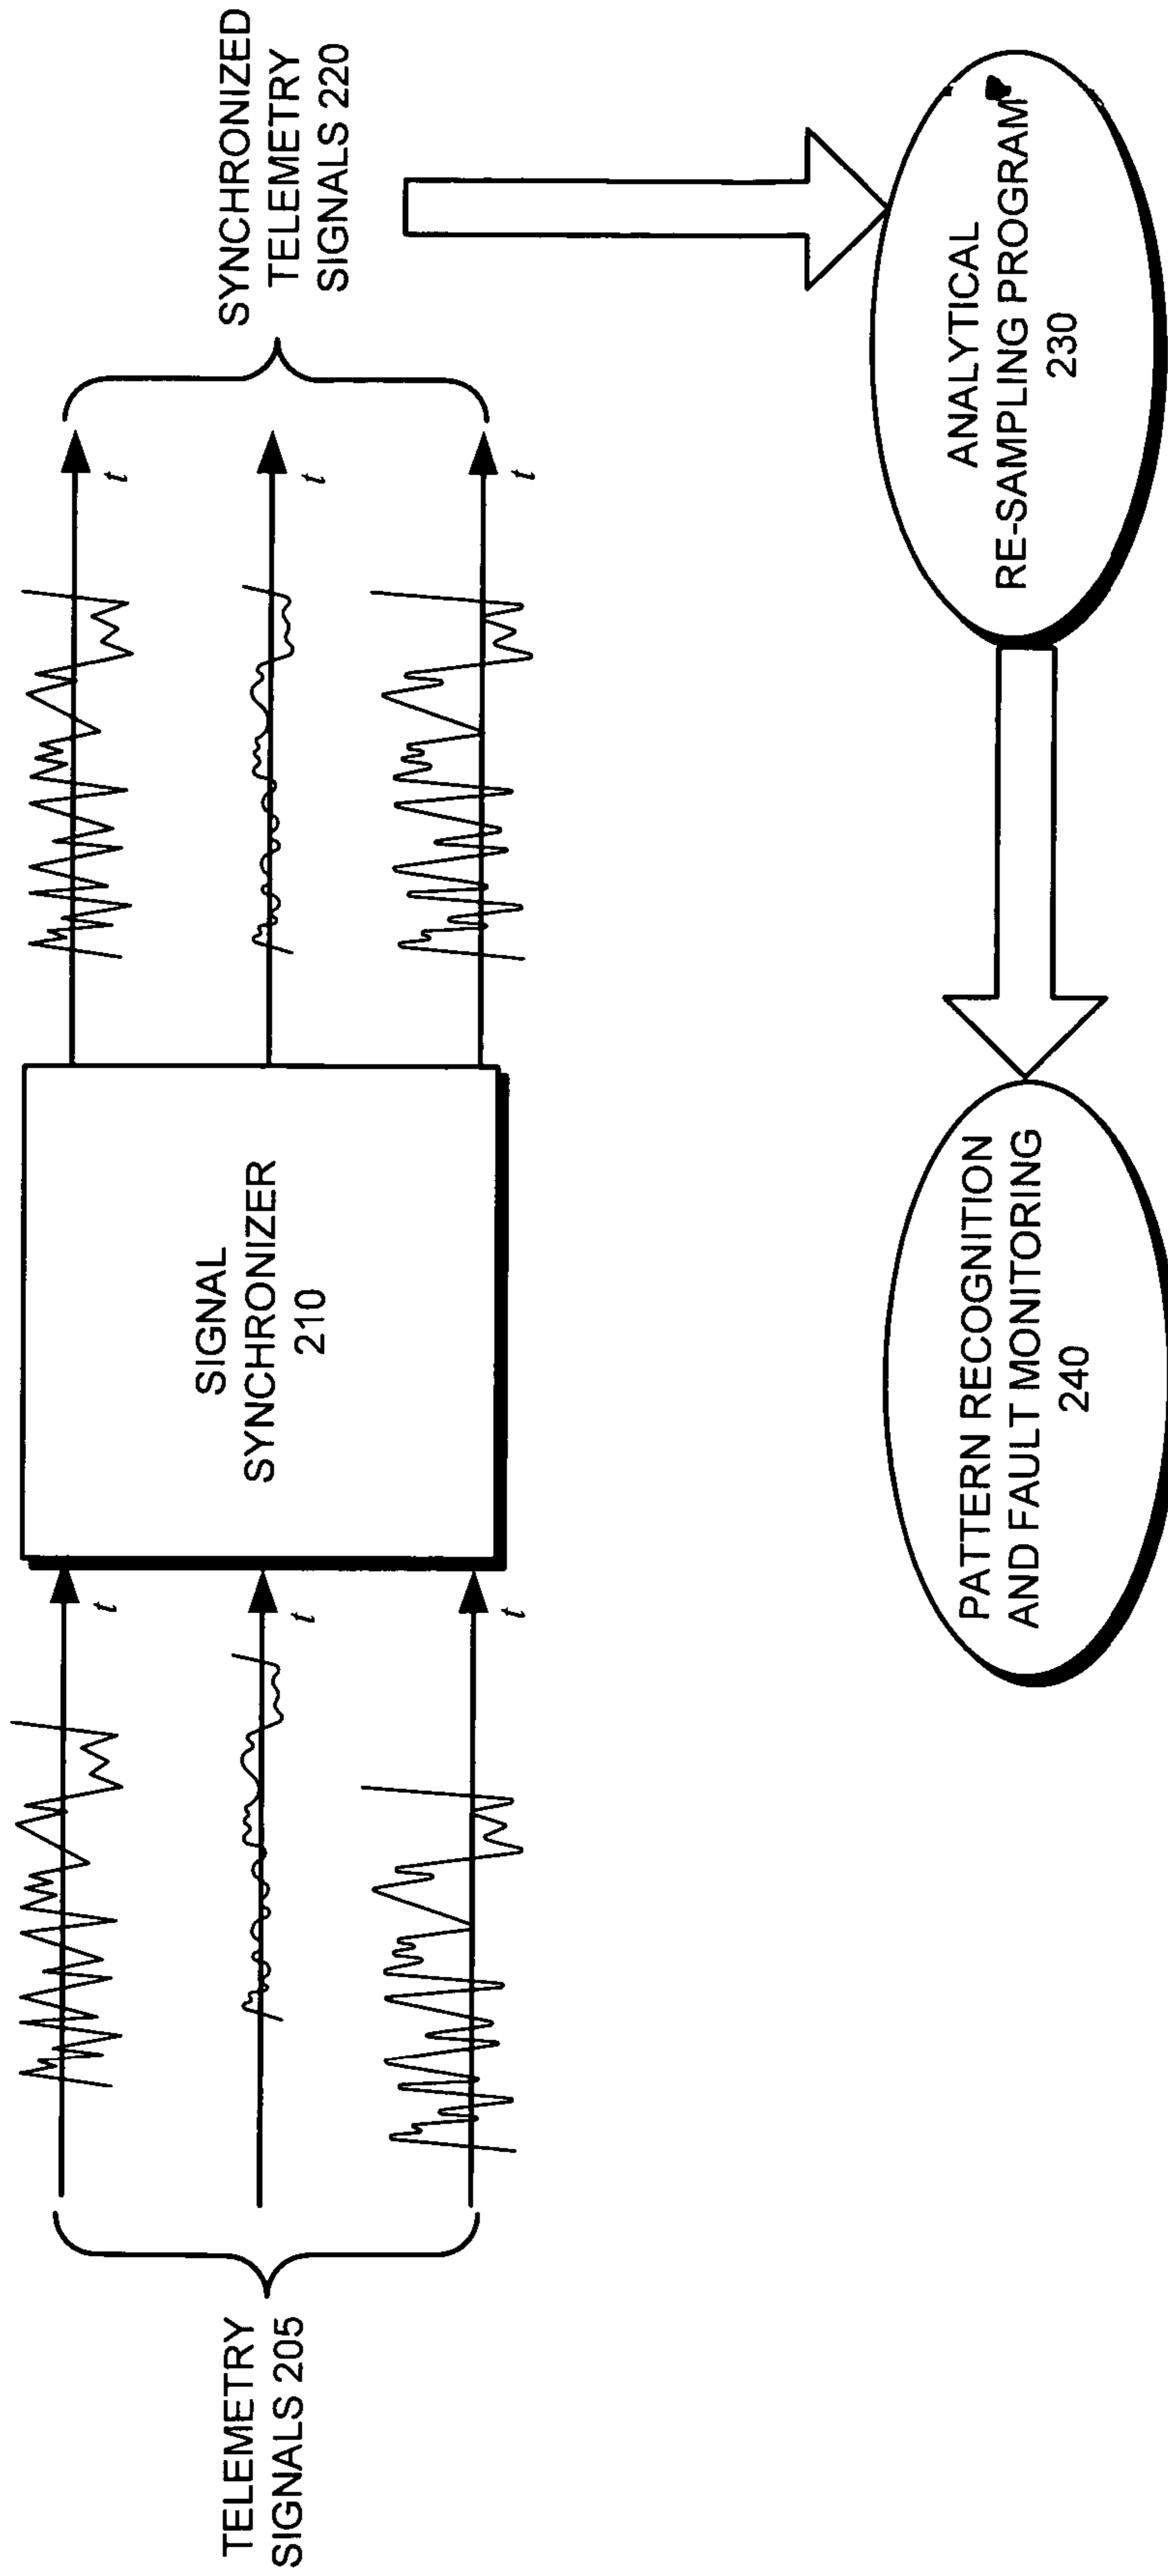 TELEMETRY
SIGNALS 205
t
t
t
SIGNAL
SYNCHRONIZER
210
t
t
t
SYNCHRONIZED
TELEMETRY
SIGNALS 220
ANALYTICAL
RE-SAMPLING PROGRAM
230
PATTERN RECOGNITION
AND FAULT MONITORING
240